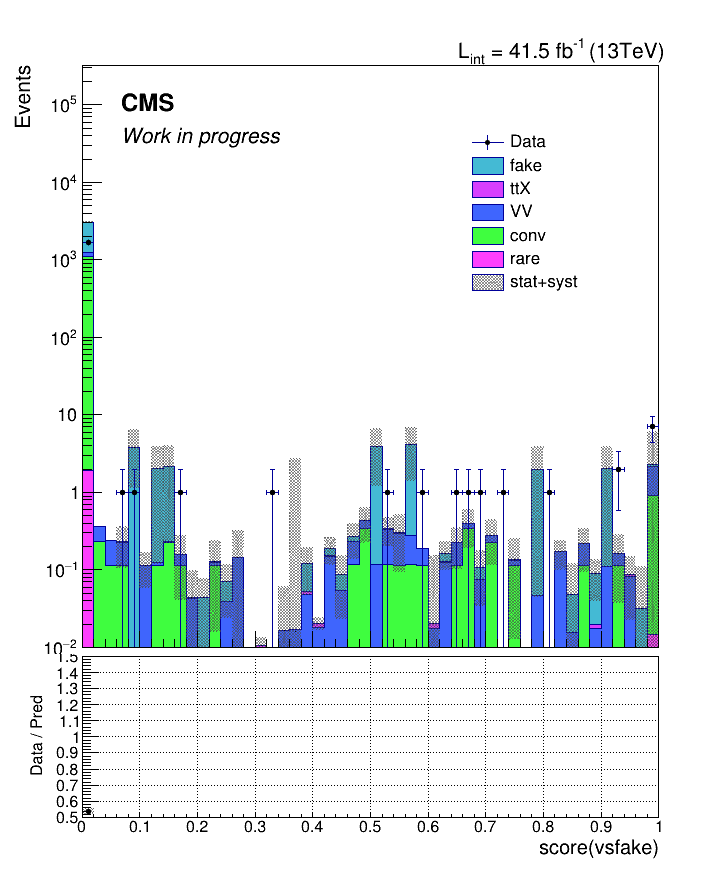 L_int = 41.5 fb^-1 (13TeV)
Events
CMS
Work in progress
Data
fake
ttX
VV
conv
rare
stat+syst
10^5
10^4
10^3
10^2
10
1
10^−1
10^−2
Data / Pred
1.5
1.4
1.3
1.2
1.1
1
0.9
0.8
0.7
0.6
0.5
0 0.1 0.2 0.3 0.4 0.5 0.6 0.7 0.8 0.9 1
score(vsfake)